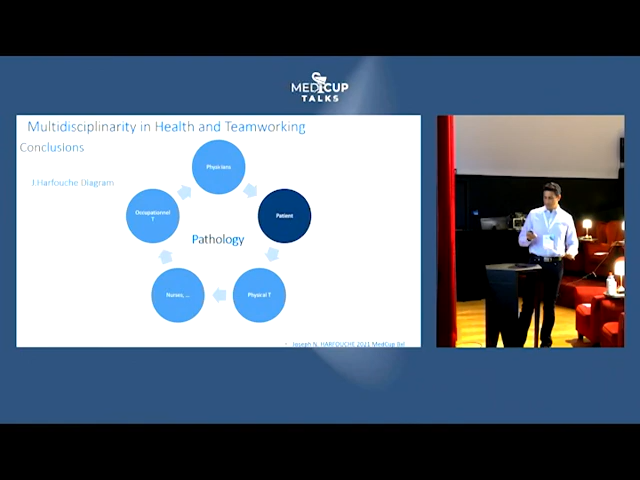 MEDICUP
TALKS
Multidisciplinarity in Health and Teamworking
Conclusions
J.Harfouche Diagram
Physicians
Patient
Physical T
Nurses, ...
Occupationnel
T
Pathology
Joseph N. HARFOUCHE 2021 MedCup Bel